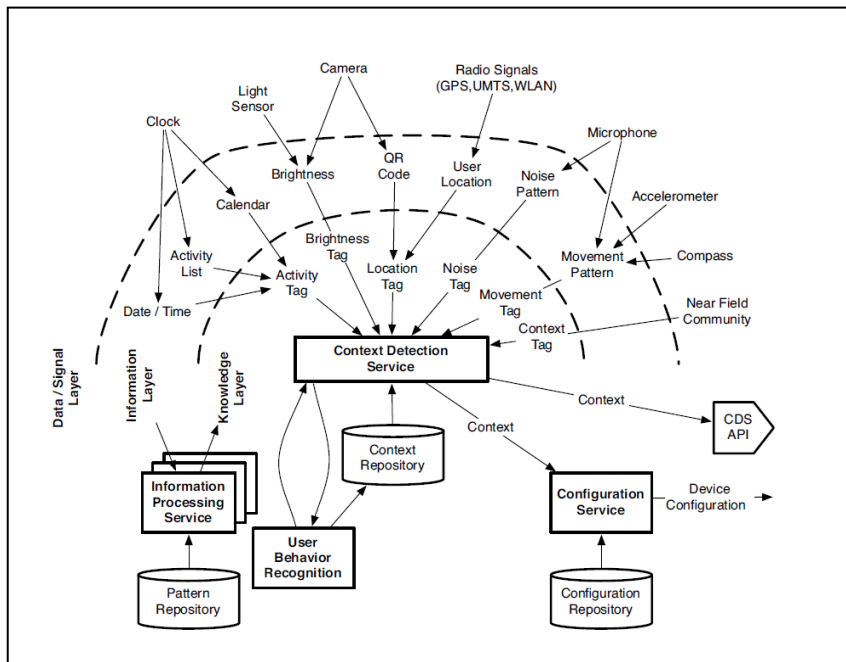 Camera
Radio Signals
(GPS,UMTS,WLAN)
Light
Sensor
Clock
Microphone
Brightness
QR
Code
User
Location
Noise
Pattern
Calendar
Accelerometer
Brightness
Tag
Activity
List
Activity
Tag
Location
Tag
Noise
Tag
Movement
Pattern
Compass
Date / Time
Movement
Tag
Context
Tag
Near Field
Community
Data / Signal
Layer
Information
Layer
Knowledge
Layer
Context Detection
Service
Context
CDS
API
Context
Context
Repository
Information
Processing
Service
Configuration
Service
Device
Configuration
User
Behavior
Recognition
Pattern
Repository
Configuration
Repository